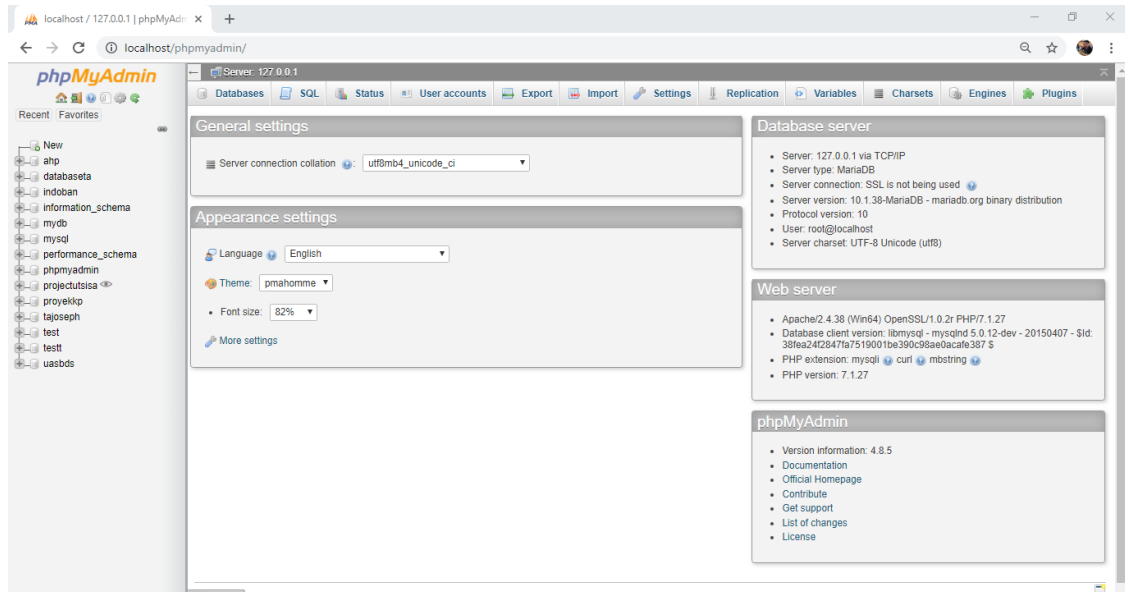 localhost / 127.0.0.1 | phpMyAdm
localhost/phpmyadmin/
phpMyAdmin
Recent Favorites
New
ahp
databaseta
indoban
information_schema
mydb
mysql
performance_schema
phpmyadmin
projectutsisa
proyekkp
tajoseph
test
testt
uasbds
Server: 127.0.0.1
Databases SQL Status User accounts Export Import Settings Replication Variables Charsets Engines Plugins
General settings
Server connection collation : utf8mb4_unicode_ci
Appearance settings
Language English
Theme: pmahomme
Font size: 82%
More settings
Database server
Server: 127.0.0.1 via TCP/IP
Server type: MariaDB
Server connection: SSL is not being used
Server version: 10.1.38-MariaDB - mariadb.org binary distribution
Protocol version: 10
User: root@localhost
Server charset: UTF-8 Unicode (utf8)
Web server
Apache/2.4.38 (Win64) OpenSSL/1.0.2r PHP/7.1.27
Database client version: libmysql - mysqlnd 5.0.12-dev - 20150407 - $Id:
38fea24f2847fa7519001be390c98ae0acafe387 $
PHP extension: mysqli curl mbstring
PHP version: 7.1.27
phpMyAdmin
Version information: 4.8.5
Documentation
Official Homepage
Contribute
Get support
List of changes
License